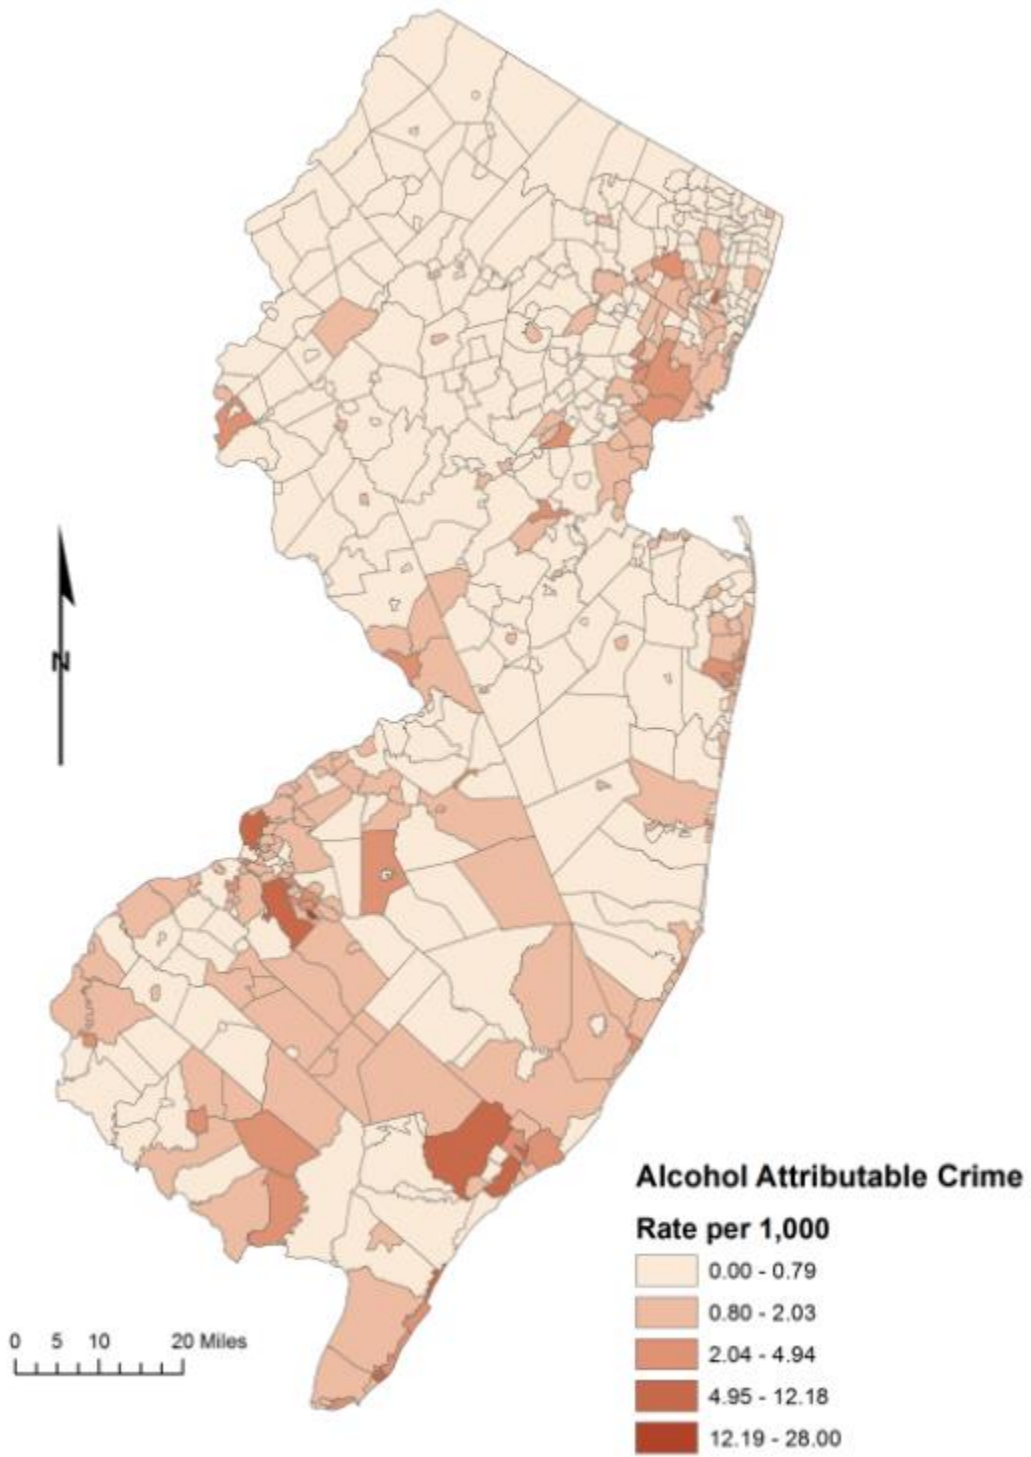 N
Alcohol Attributable Crime
Rate per 1,000
0.00 - 0.79
0.80 - 2.03
2.04 - 4.94
4.95 - 12.18
12.19 - 28.00
0 5 10 20 Miles